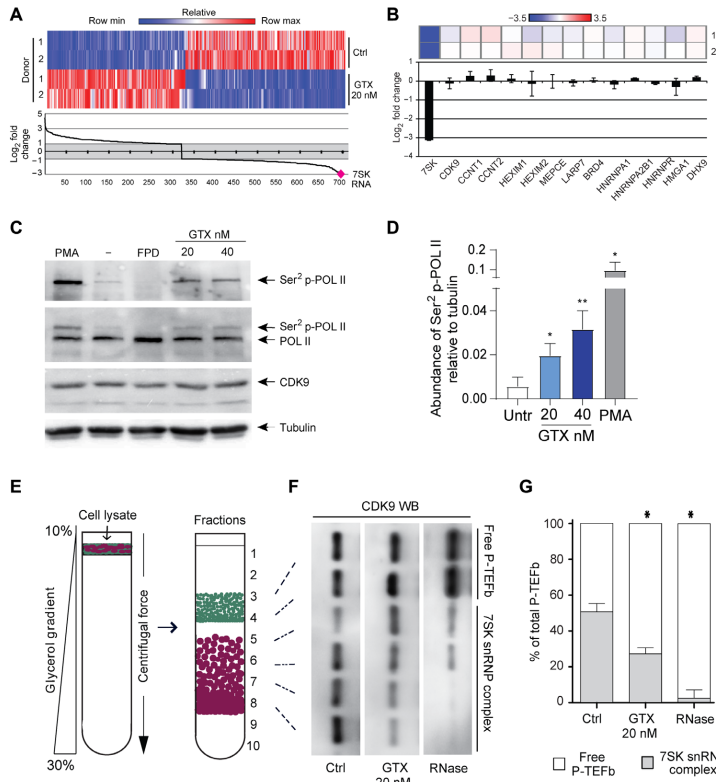 A
Relative
Row min
Row max
Donor
1
2
1
2
Ctrl
GTX
20 nM
Log2 fold
change
5
3
1
0
−1
−3
50 100 150 200 250 300 350 400 450 500 550 600 650 700
7SK
RNA
B
−3.5
3.5
1
2
Log2 fold change
1
0
−1
−2
−3
−4
7SK
CDK9
CCNT1
CCNT2
HEXIM1
HEXIM2
MEPCE
LARP7
BRD4
HNRNPA1
HNRNPA2B1
HNRNPR
HMGA1
DHX9
C
GTX nM
PMA – FPD 20 40
Ser2 p-POL II
Ser2 p-POL II
POL II
CDK9
Tubulin
D
Abundance of Ser2 p-POL II
relative to tubulin
0.2
0.1
0.04
0.02
0.00
*
**
*
Untr 20 40 PMA
GTX nM
E
10%
Cell lysate
Glycerol gradient
Centrifugal force
30%
Fractions
1
2
3
4
5
6
7
8
9
10
F
CDK9 WB
Free
P-TEFb
7SK snRNP
complex
Ctrl GTX RNase
20 nM
G
* *
% of total P-TEFb
100
80
60
40
20
0
Ctrl GTX RNase
20 nM
Free
P-TEFb
7SK snRN
complex